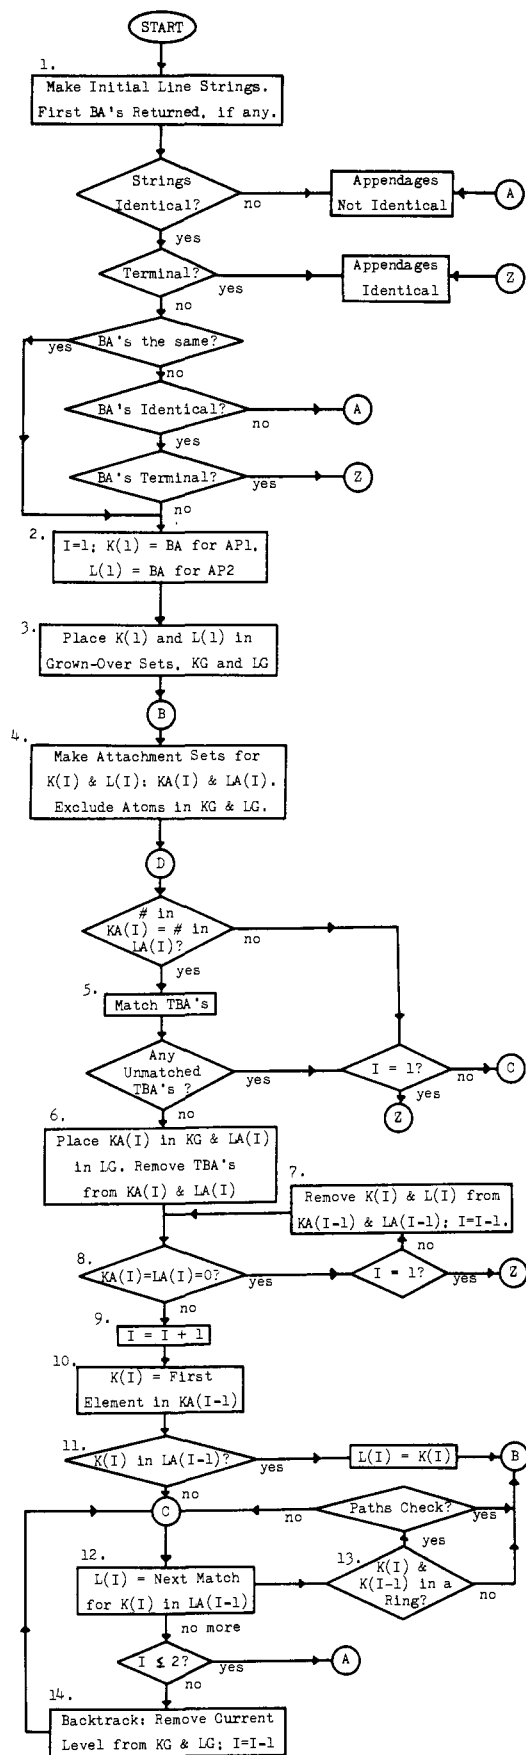 START
1.
Make Initial Line Strings.
First BA's Returned, if any.
Strings
Identical?
no
Appendages
Not Identical
A
yes
Terminal?
yes
Appendages
Identical
Z
no
yes
BA's the same?
no
BA's Identical?
no
A
yes
BA's Terminal?
yes
Z
no
2.
I=1; K(1) = BA for AP1,
L(1) = BA for AP2
3.
Place K(1) and L(1) in
Grown-Over Sets, KG and LG
B
4.
Make Attachment Sets for
K(I) & L(I): KA(I) & LA(I).
Exclude Atoms in KG & LG.
D
# in
KA(I) = # in
LA(I)?
no
yes
5.
Match TBA's
Any
Unmatched
TBA's ?
yes
I = 1?
no
C
yes
Z
no
6.
Place KA(I) in KG & LA(I)
in LG. Remove TBA's
from KA(I) & LA(I)
7.
Remove K(I) & L(I) from
KA(I-1) & LA(I-1); I=I-1.
no
8.
KA(I)=LA(I)=0?
yes
I = 1?
yes
Z
no
9.
I = I + 1
10.
K(I) = First
Element in KA(I-1)
11.
K(I) in LA(I-1)?
yes
L(I) = K(I)
B
no
C
no
Paths Check?
yes
yes
12.
L(I) = Next Match
for K(I) in LA(I-1)
13.
K(I) &
K(I-1) in a
Ring?
no
no more
I ≤ 2?
yes
A
no
14.
Backtrack: Remove Current
Level from KG & LG; I=I-1